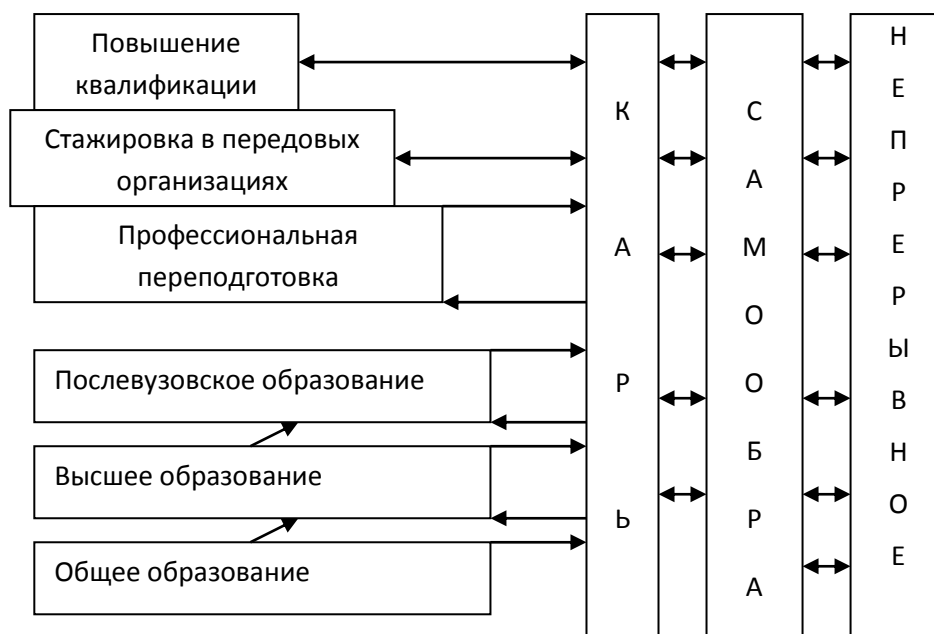 Повышение
квалификации
Стажировка в передовых
организациях
Профессиональная
переподготовка
Послевузовское образование
Высшее образование
Общее образование
К
А
Р
Ь
С
А
М
О
О
Б
Р
А
Н
Е
П
Р
Е
Р
Ы
В
Н
О
Е